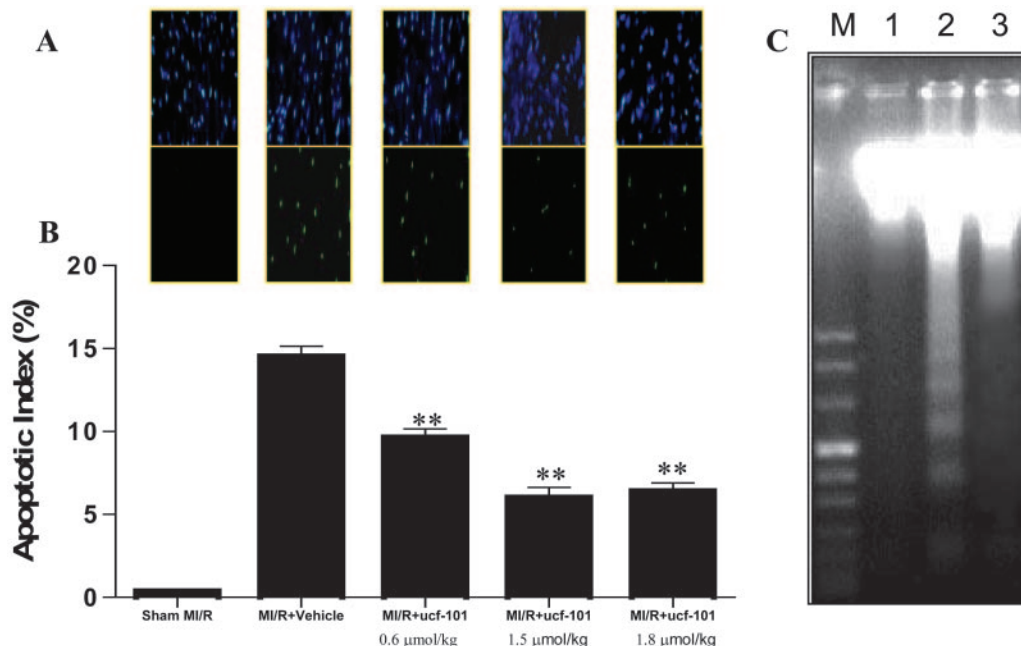 A
B
Apoptotic Index (%)
20
15
10
5
0
**
**
**
Sham MI/R
MI/R+Vehicle
MI/R+ucf-101
0.6 μmol/kg
MI/R+ucf-101
1.5 μmol/kg
MI/R+ucf-101
1.8 μmol/kg
C
M 1 2 3